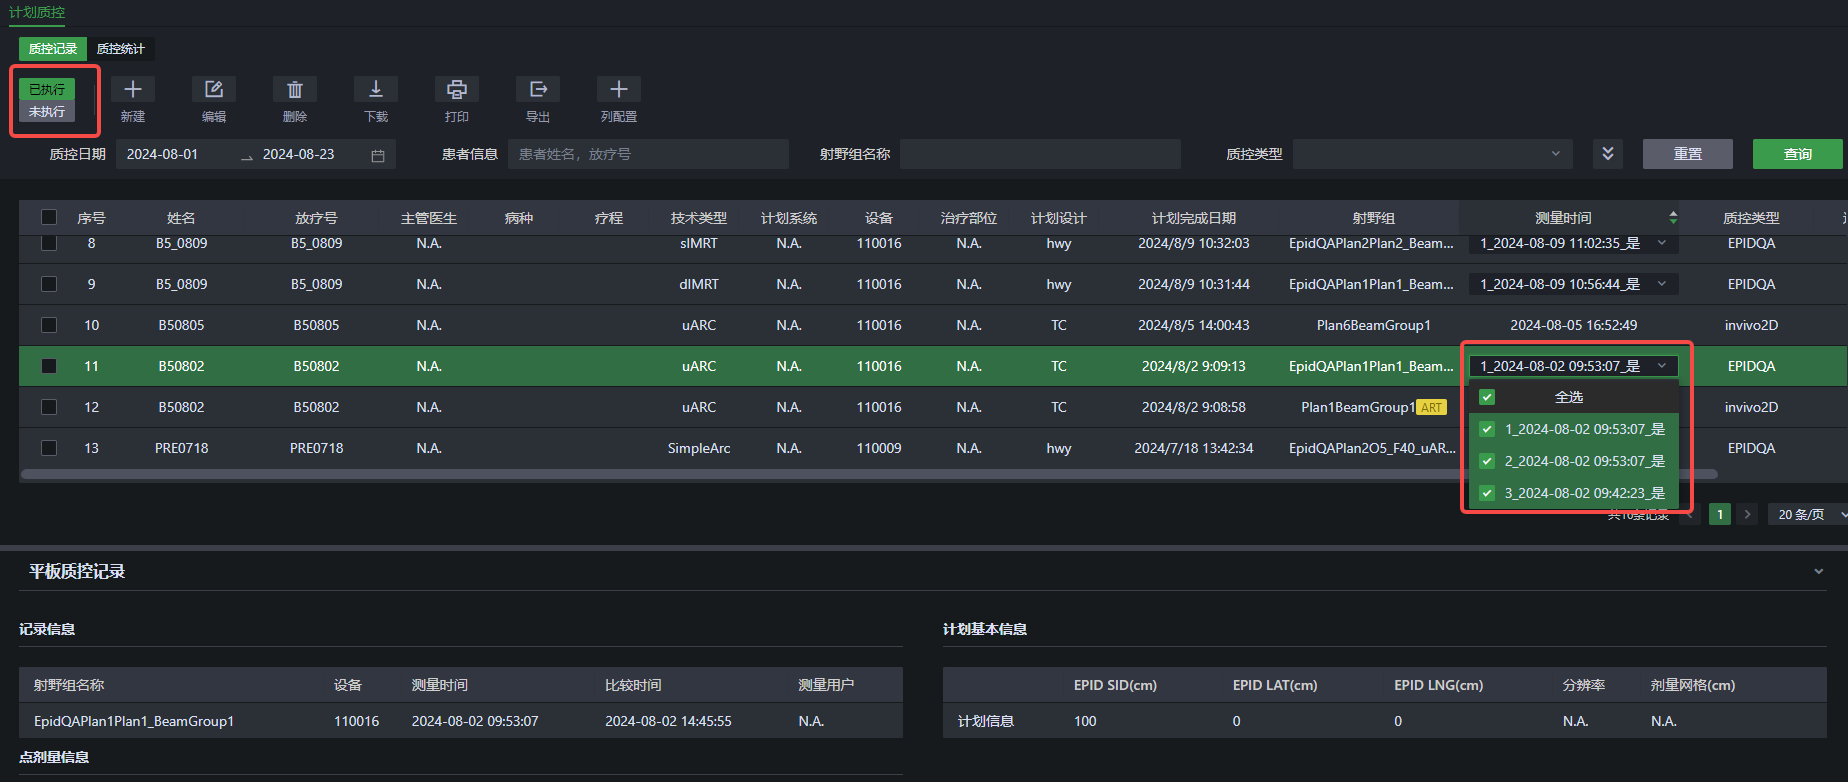 计划质控
质控记录 质控统计
已执行
未执行
新建 编辑 删除 下载 打印 导出 列配置
质控日期 2024-08-01 2024-08-23 患者信息 患者姓名，放疗号 射野组名称 质控类型 重置 查询
序号 姓名 放疗号 主管医生 病种 疗程 技术类型 计划系统 设备 治疗部位 计划设计 计划完成日期 射野组 测量时间 质控类型
8 B5_0809 B5_0809 N.A. sIMRT N.A. 110016 N.A. hwy 2024/8/9 10:32:03 EpidQAPlan2Plan2_Beam... 1_2024-08-09 11:02:35_是 EPIDQA
9 B5_0809 B5_0809 N.A. dIMRT N.A. 110016 N.A. hwy 2024/8/9 10:31:44 EpidQAPlan1Plan1_Beam... 1_2024-08-09 10:56:44_是 EPIDQA
10 B50805 B50805 N.A. uARC N.A. 110016 N.A. TC 2024/8/5 14:00:43 Plan6BeamGroup1 2024-08-05 16:52:49 invivo2D
11 B50802 B50802 N.A. uARC N.A. 110016 N.A. TC 2024/8/2 9:09:13 EpidQAPlan1Plan1_Beam... 1_2024-08-02 09:53:07_是 EPIDQA
全选
12 B50802 B50802 N.A. uARC N.A. 110016 N.A. TC 2024/8/2 9:08:58 Plan1BeamGroup1 ART invivo2D
1_2024-08-02 09:53:07_是
13 PRE0718 PRE0718 N.A. SimpleArc N.A. 110009 N.A. hwy 2024/7/18 13:42:34 EpidQAPlan2O5_F40_uAR... EPIDQA
2_2024-08-02 09:53:07_是
3_2024-08-02 09:42:23_是
1 20 条/页
平板质控记录
记录信息 计划基本信息
射野组名称 设备 测量时间 比较时间 测量用户 EPID SID(cm) EPID LAT(cm) EPID LNG(cm) 分辨率 剂量网格(cm)
EpidQAPlan1Plan1_BeamGroup1 110016 2024-08-02 09:53:07 2024-08-02 14:45:55 N.A. 计划信息 100 0 0 N.A. N.A.
点剂量信息